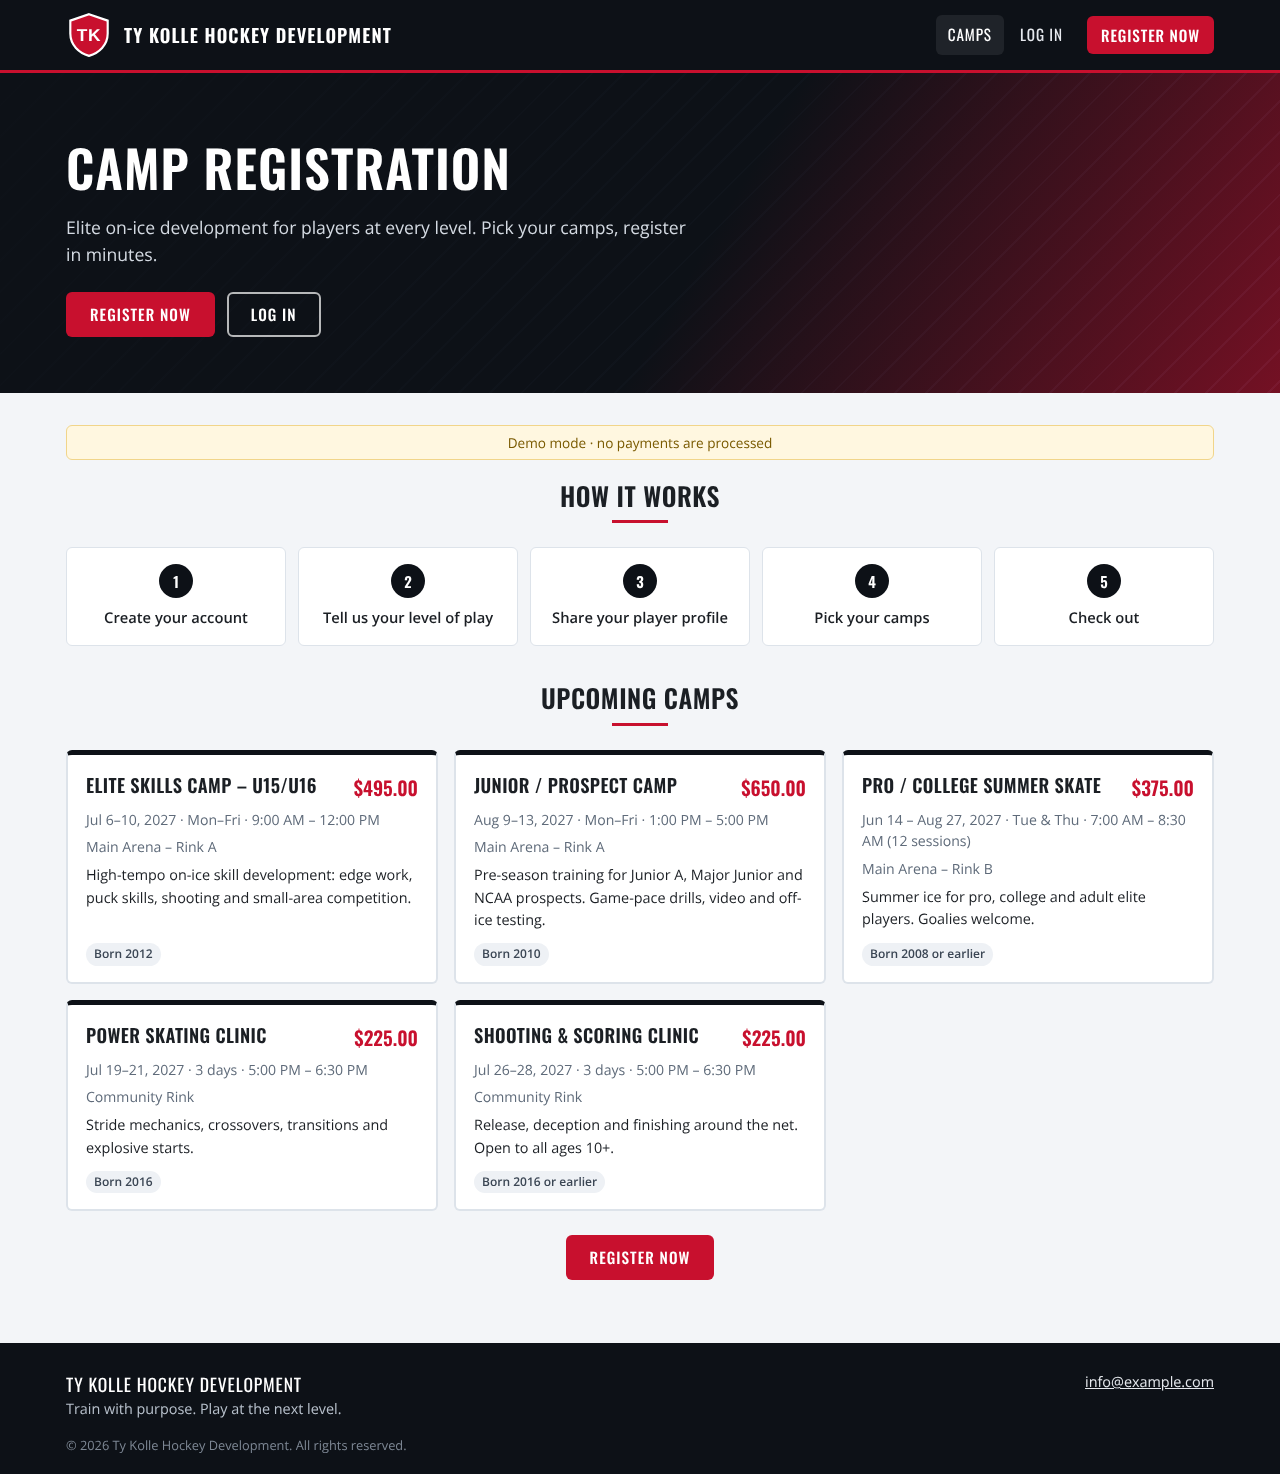 TK TY KOLLE HOCKEY DEVELOPMENT
CAMPS LOG IN REGISTER NOW
CAMP REGISTRATION
Elite on-ice development for players at every level. Pick your camps, register
in minutes.
REGISTER NOW LOG IN
Demo mode · no payments are processed
HOW IT WORKS
1
Create your account
2
Tell us your level of play
3
Share your player profile
4
Pick your camps
5
Check out
UPCOMING CAMPS
ELITE SKILLS CAMP – U15/U16 $495.00
Jul 6–10, 2027 · Mon–Fri · 9:00 AM – 12:00 PM
Main Arena – Rink A
High-tempo on-ice skill development: edge work,
puck skills, shooting and small-area competition.
Born 2012
JUNIOR / PROSPECT CAMP $650.00
Aug 9–13, 2027 · Mon–Fri · 1:00 PM – 5:00 PM
Main Arena – Rink A
Pre-season training for Junior A, Major Junior and
NCAA prospects. Game-pace drills, video and off-
ice testing.
Born 2010
PRO / COLLEGE SUMMER SKATE $375.00
Jun 14 – Aug 27, 2027 · Tue & Thu · 7:00 AM – 8:30
AM (12 sessions)
Main Arena – Rink B
Summer ice for pro, college and adult elite
players. Goalies welcome.
Born 2008 or earlier
POWER SKATING CLINIC $225.00
Jul 19–21, 2027 · 3 days · 5:00 PM – 6:30 PM
Community Rink
Stride mechanics, crossovers, transitions and
explosive starts.
Born 2016
SHOOTING & SCORING CLINIC $225.00
Jul 26–28, 2027 · 3 days · 5:00 PM – 6:30 PM
Community Rink
Release, deception and finishing around the net.
Open to all ages 10+.
Born 2016 or earlier
REGISTER NOW
TY KOLLE HOCKEY DEVELOPMENT
Train with purpose. Play at the next level.
info@example.com
© 2026 Ty Kolle Hockey Development. All rights reserved.